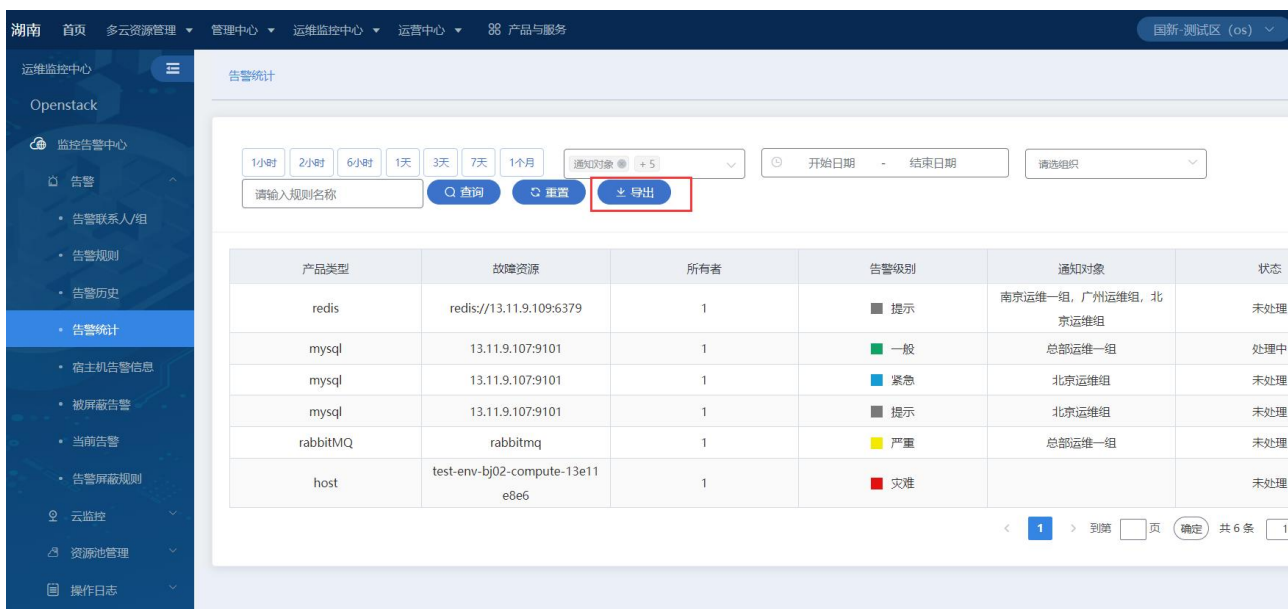 湖南 首页 多云资源管理 管理中心 运维监控中心 运营中心 产品与服务 国新-测试区（os）
运维监控中心
Openstack
监控告警中心
告警
告警联系人/组
告警规则
告警历史
告警统计
宿主机告警信息
被屏蔽告警
当前告警
告警屏蔽规则
云监控
资源池管理
操作日志
告警统计
1小时 2小时 6小时 1天 3天 7天 1个月 通知对象 + 5 开始日期 - 结束日期 请选组织
请输入规则名称 查询 重置 导出
产品类型 故障资源 所有者 告警级别 通知对象 状态
redis redis://13.11.9.109:6379 1 提示 南京运维一组，广州运维组，北 未处理
京运维组
mysql 13.11.9.107:9101 1 一般 总部运维一组 处理中
mysql 13.11.9.107:9101 1 紧急 北京运维组 未处理
mysql 13.11.9.107:9101 1 提示 北京运维组 未处理
rabbitMQ rabbitmq 1 严重 总部运维一组 未处理
host test-env-bj02-compute-13e11 1 灾难 未处理
e8e6
< 1 > 到第 页 确定 共 6 条 1